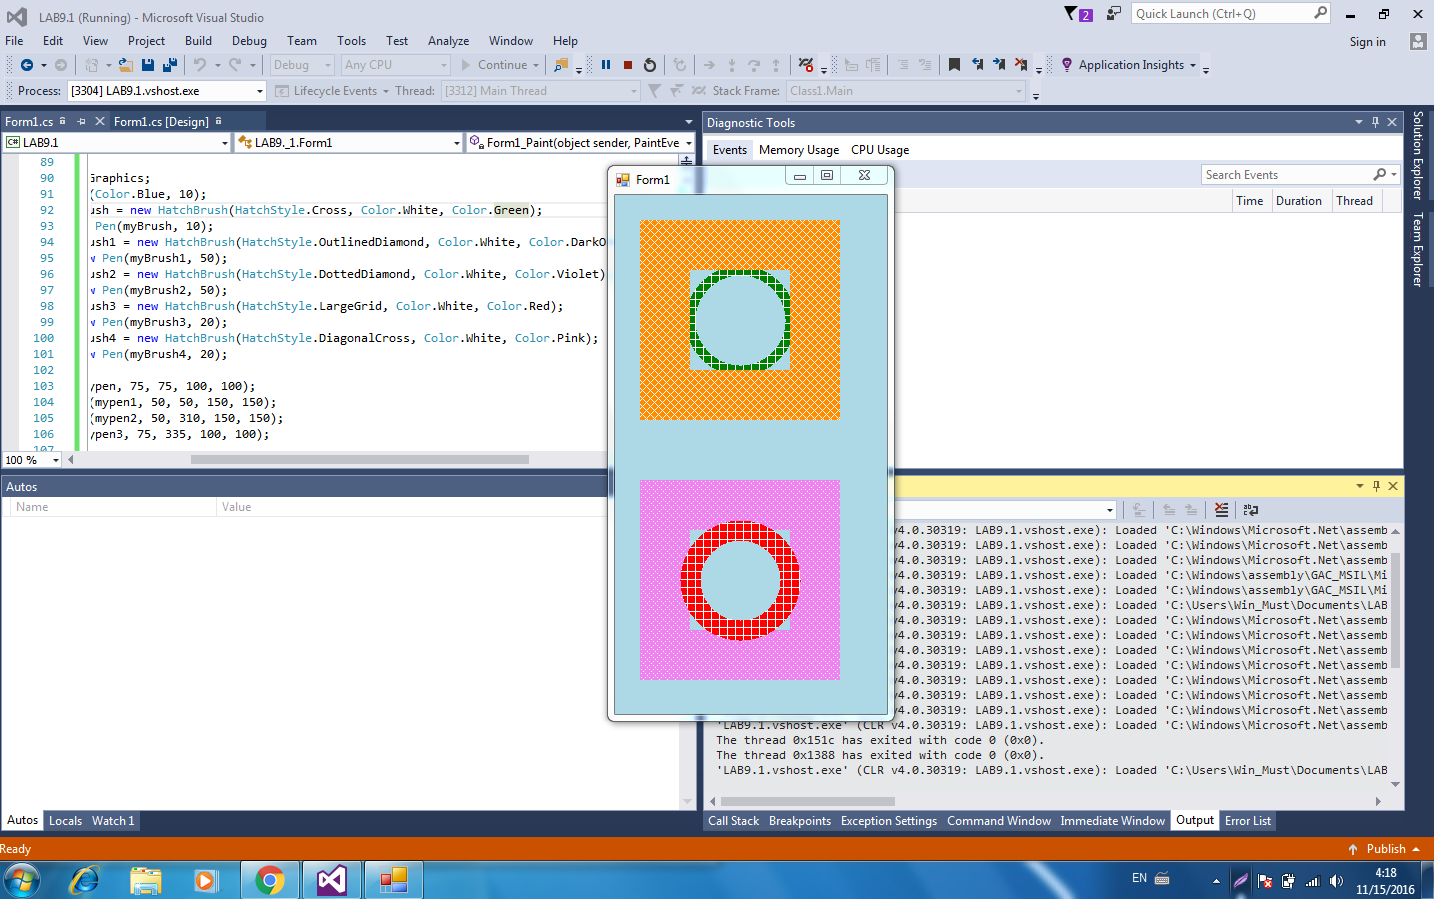 LAB9.1 (Running) - Microsoft Visual Studio
2
Quick Launch (Ctrl+Q)
File Edit View Project Build Debug Team Tools Test Analyze Window Help
Sign in
Debug Any CPU Continue Application Insights
Process: [3304] LAB9.1.vshost.exe Lifecycle Events Thread: [3312] Main Thread Stack Frame: Class1.Main
Form1.cs Form1.cs [Design]
C# LAB9.1 LAB9._1.Form1 Form1_Paint(object sender, PaintEve
89
90 Graphics;
91 (Color.Blue, 10);
92 ush = new HatchBrush(HatchStyle.Cross, Color.White, Color.Green);
93 Pen(myBrush, 10);
94 ush1 = new HatchBrush(HatchStyle.OutlinedDiamond, Color.White, Color.DarkO
95 Pen(myBrush1, 50);
96 ush2 = new HatchBrush(HatchStyle.DottedDiamond, Color.White, Color.Violet)
97 Pen(myBrush2, 50);
98 ush3 = new HatchBrush(HatchStyle.LargeGrid, Color.White, Color.Red);
99 Pen(myBrush3, 20);
100 ush4 = new HatchBrush(HatchStyle.DiagonalCross, Color.White, Color.Pink);
101 Pen(myBrush4, 20);
102
103 ypen, 75, 75, 100, 100);
104 (mypen1, 50, 50, 150, 150);
105 (mypen2, 50, 310, 150, 150);
106 ypen3, 75, 335, 100, 100);
107
100 %
Diagnostic Tools
Events Memory Usage CPU Usage
Search Events
Time Duration Thread
Solution Explorer
Team Explorer
Form1
Autos
Name Value
v4.0.30319: LAB9.1.vshost.exe): Loaded 'C:\Windows\Microsoft.Net\assemb
v4.0.30319: LAB9.1.vshost.exe): Loaded 'C:\Windows\Microsoft.Net\assemb
v4.0.30319: LAB9.1.vshost.exe): Loaded 'C:\Windows\Microsoft.Net\assemb
v4.0.30319: LAB9.1.vshost.exe): Loaded 'C:\Windows\assembly\GAC_MSIL\Mi
v4.0.30319: LAB9.1.vshost.exe): Loaded 'C:\Windows\assembly\GAC_MSIL\Mi
v4.0.30319: LAB9.1.vshost.exe): Loaded 'C:\Users\Win_Must\Documents\LAB
v4.0.30319: LAB9.1.vshost.exe): Loaded 'C:\Windows\Microsoft.Net\assemb
v4.0.30319: LAB9.1.vshost.exe): Loaded 'C:\Windows\Microsoft.Net\assemb
v4.0.30319: LAB9.1.vshost.exe): Loaded 'C:\Windows\Microsoft.Net\assemb
v4.0.30319: LAB9.1.vshost.exe): Loaded 'C:\Windows\Microsoft.Net\assemb
v4.0.30319: LAB9.1.vshost.exe): Loaded 'C:\Windows\Microsoft.Net\assemb
v4.0.30319: LAB9.1.vshost.exe): Loaded 'C:\Windows\Microsoft.Net\assemb
v4.0.30319: LAB9.1.vshost.exe): Loaded 'C:\Windows\Microsoft.Net\assemb
'LAB9.1.vshost.exe' (CLR v4.0.30319: LAB9.1.vshost.exe): Loaded 'C:\Windows\Microsoft.Net\assemb
The thread 0x151c has exited with code 0 (0x0).
The thread 0x1388 has exited with code 0 (0x0).
'LAB9.1.vshost.exe' (CLR v4.0.30319: LAB9.1.vshost.exe): Loaded 'C:\Users\Win_Must\Documents\LAB
Autos Locals Watch 1
Call Stack Breakpoints Exception Settings Command Window Immediate Window Output Error List
Ready
Publish
EN
4:18
11/15/2016